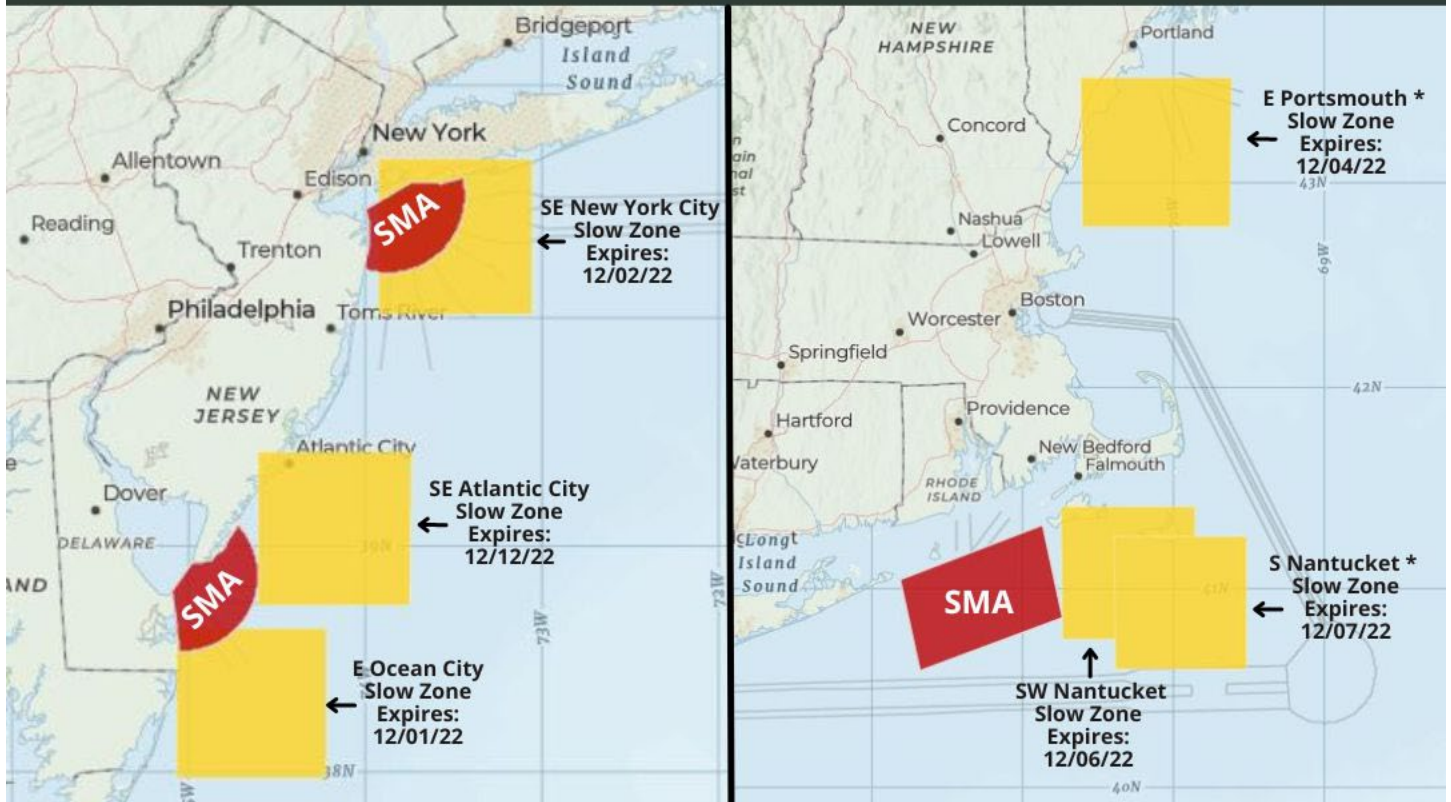 Bridgeport
Island
Sound
New York
Allentown
Edison
SMA
SE New York City
Slow Zone
Expires:
12/02/22
Reading
Trenton
Philadelphia
Toms River
NEW
JERSEY
Atlantic City
SE Atlantic City
Slow Zone
Expires:
12/12/22
Dover
DELAWARE
39N
AND
SMA
E Ocean City
Slow Zone
Expires:
12/01/22
38N
73W
72W
Portland
NEW
HAMPSHIRE
Concord
E Portsmouth *
Slow Zone
Expires:
12/04/22
43N
Nashua
Lowell
69W
Boston
Worcester
Springfield
42N
Hartford
Providence
New Bedford
Falmouth
Waterbury
RHODE
ISLAND
Long
Island
Sound
SMA
41N
S Nantucket *
Slow Zone
Expires:
12/07/22
SW Nantucket
Slow Zone
Expires:
12/06/22
40N